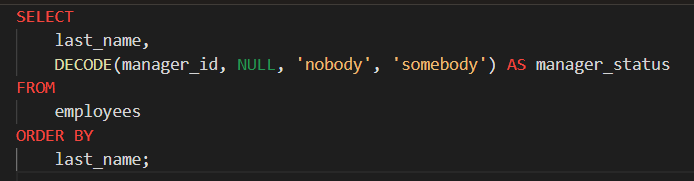 SELECT
    last_name,
    DECODE(manager_id, NULL, 'nobody', 'somebody') AS manager_status
FROM
    employees
ORDER BY
    last_name;